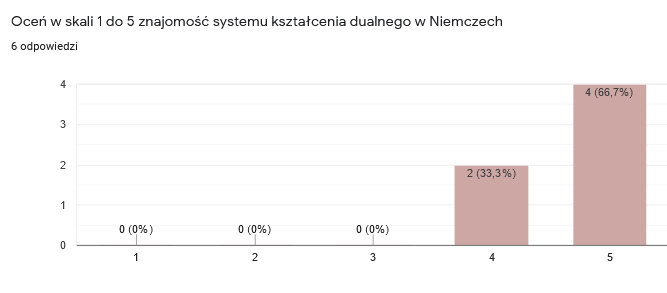 Oceń w skali 1 do 5 znajomość systemu kształcenia dualnego w Niemczech
6 odpowiedzi
4
4 (66,7%)
3
2
2 (33,3%)
1
0 (0%) 0 (0%) 0 (0%)
0
1 2 3 4 5